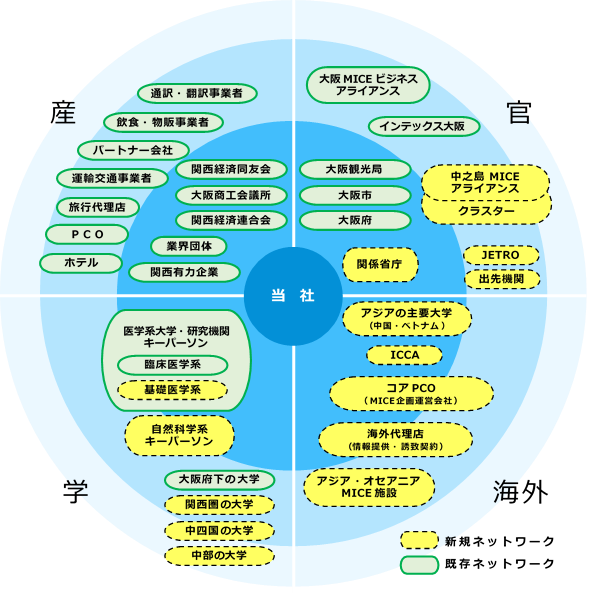 産
通訳・翻訳事業者
飲食・物販事業者
パートナー会社
運輸交通事業者
旅行代理店
PCO
ホテル
関西経済同友会
大阪商工会議所
関西経済連合会
業界団体
関西有力企業
官
大阪 MICE ビジネス
アライアンス
インテックス大阪
大阪観光局
大阪市
大阪府
中之島 MICE
アライアンス
クラスター
関係省庁
JETRO
出先機関
当 社
医学系大学・研究機関
キーパーソン
臨床医学系
基礎医学系
自然科学系
キーパーソン
大阪府下の大学
関西圏の大学
中四国の大学
中部の大学
学
アジアの主要大学
(中国・ベトナム)
ICCA
コア PCO
(MICE企画運営会社)
海外代理店
(情報提供・誘致契約)
アジア・オセアニア
MICE 施設
海外
新規ネットワーク
既存ネットワーク